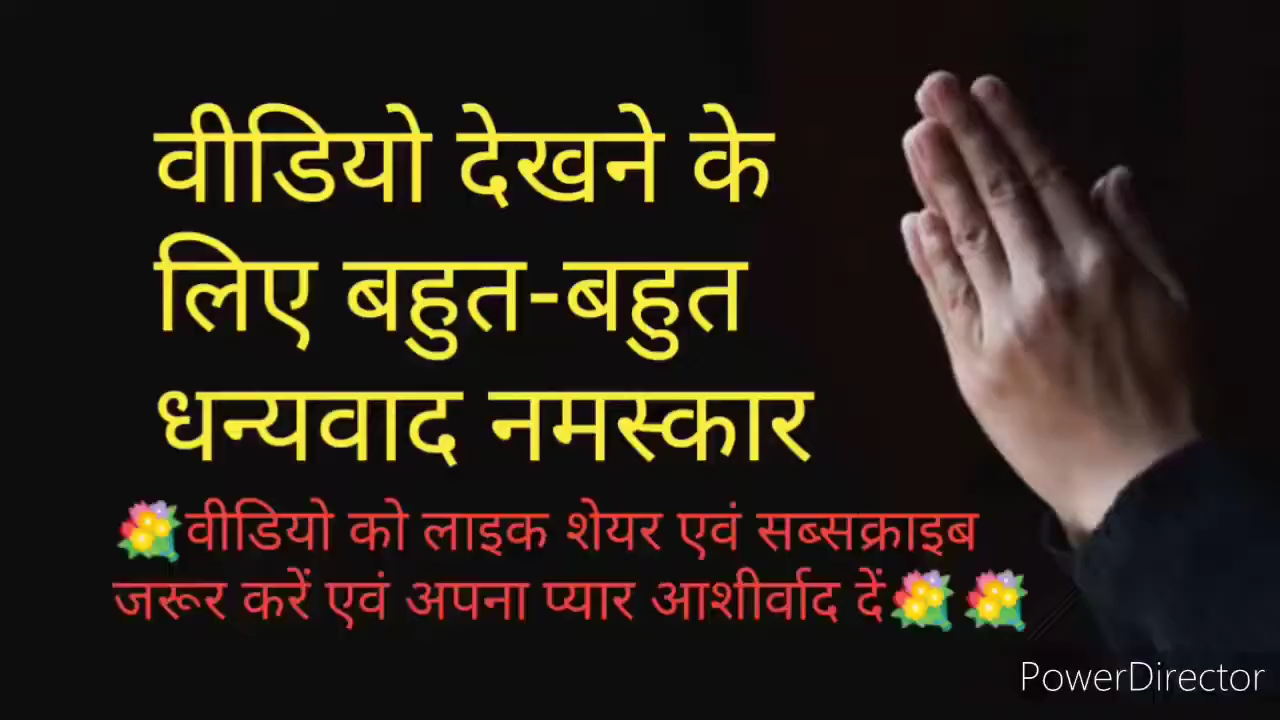 वीडियो देखने के
लिए बहुत-बहुत
धन्यवाद नमस्कार
💐वीडियो को लाइक शेयर एवं सब्सक्राइब
जरूर करें एवं अपना प्यार आशीर्वाद दें💐💐
PowerDirector